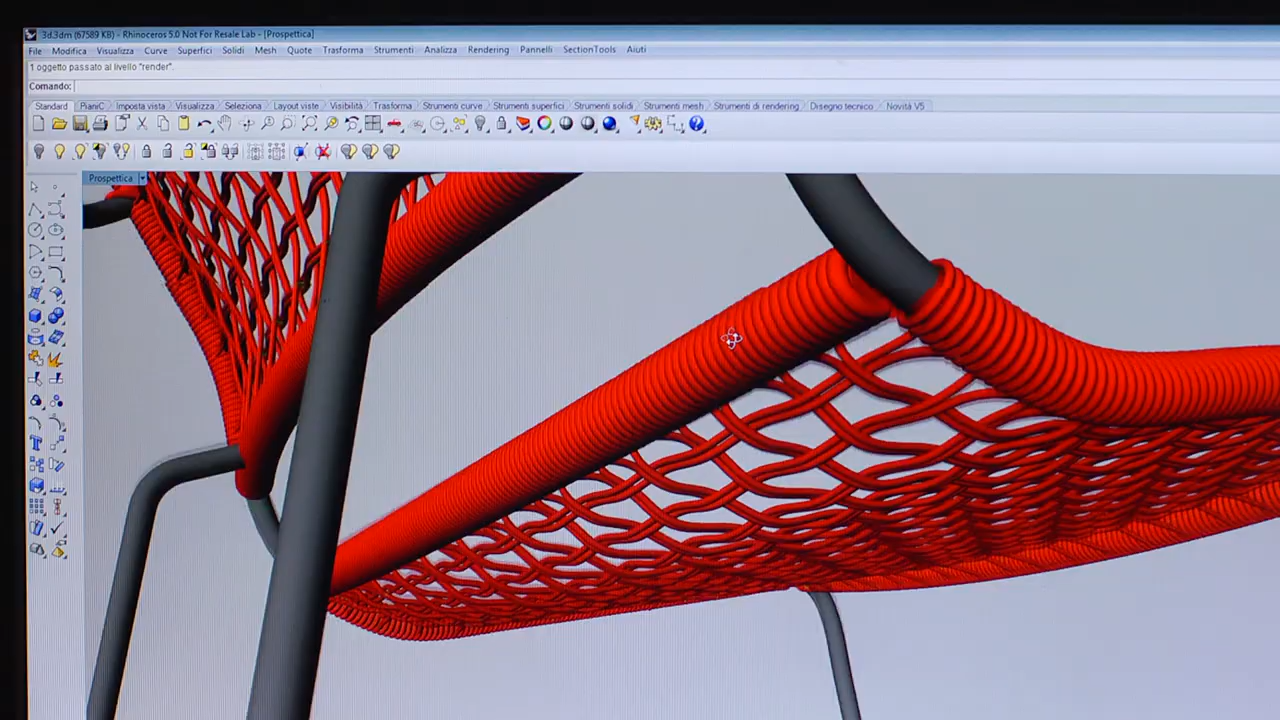 3d.3dm (67589 KB) - Rhinoceros 5.0 Not For Resale Lab - [Prospettica]
File Modifica Visualizza Curve Superfici Solidi Mesh Quote Trasforma Strumenti Analizza Rendering Pannelli SectionTools Aiuti
1 oggetto passato al livello "render".
Comando:
Standard PianiC Imposta vista Visualizza Seleziona Layout viste Visibilità Trasforma Strumenti curve Strumenti superfici Strumenti solidi Strumenti mesh Strumenti di rendering Disegno tecnico Novità V5
Prospettica